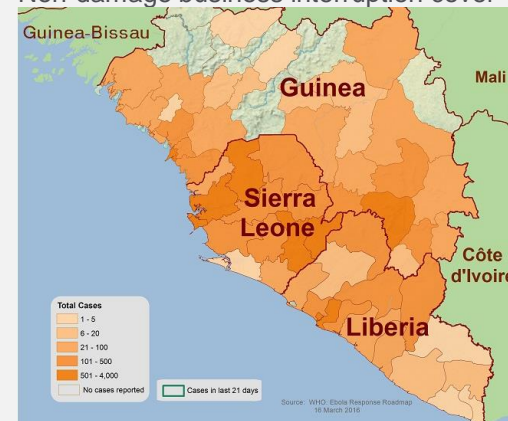 Non-damage business interruption cover
Guinea-Bissau
Guinea
Mali
Sierra
Leone
Côte
d'Ivoire
Liberia
Total Cases
1 - 5
6 - 20
21 - 100
101 - 500
501 - 4,000
No cases reported
Cases in last 21 days
Source: WHO: Ebola Response Roadmap
16 March 2016